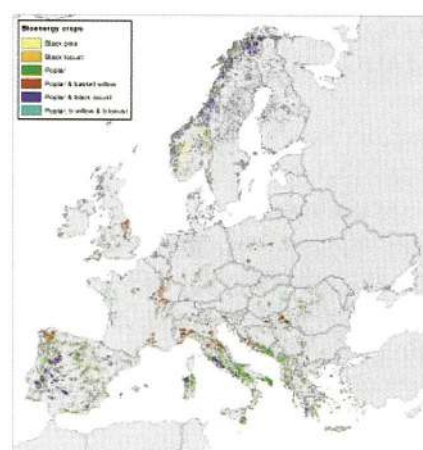 Bioenergy crops
Black pine
Black locust
Poplar
Poplar & basket willow
Poplar & black locust
Poplar, b willow & b locust